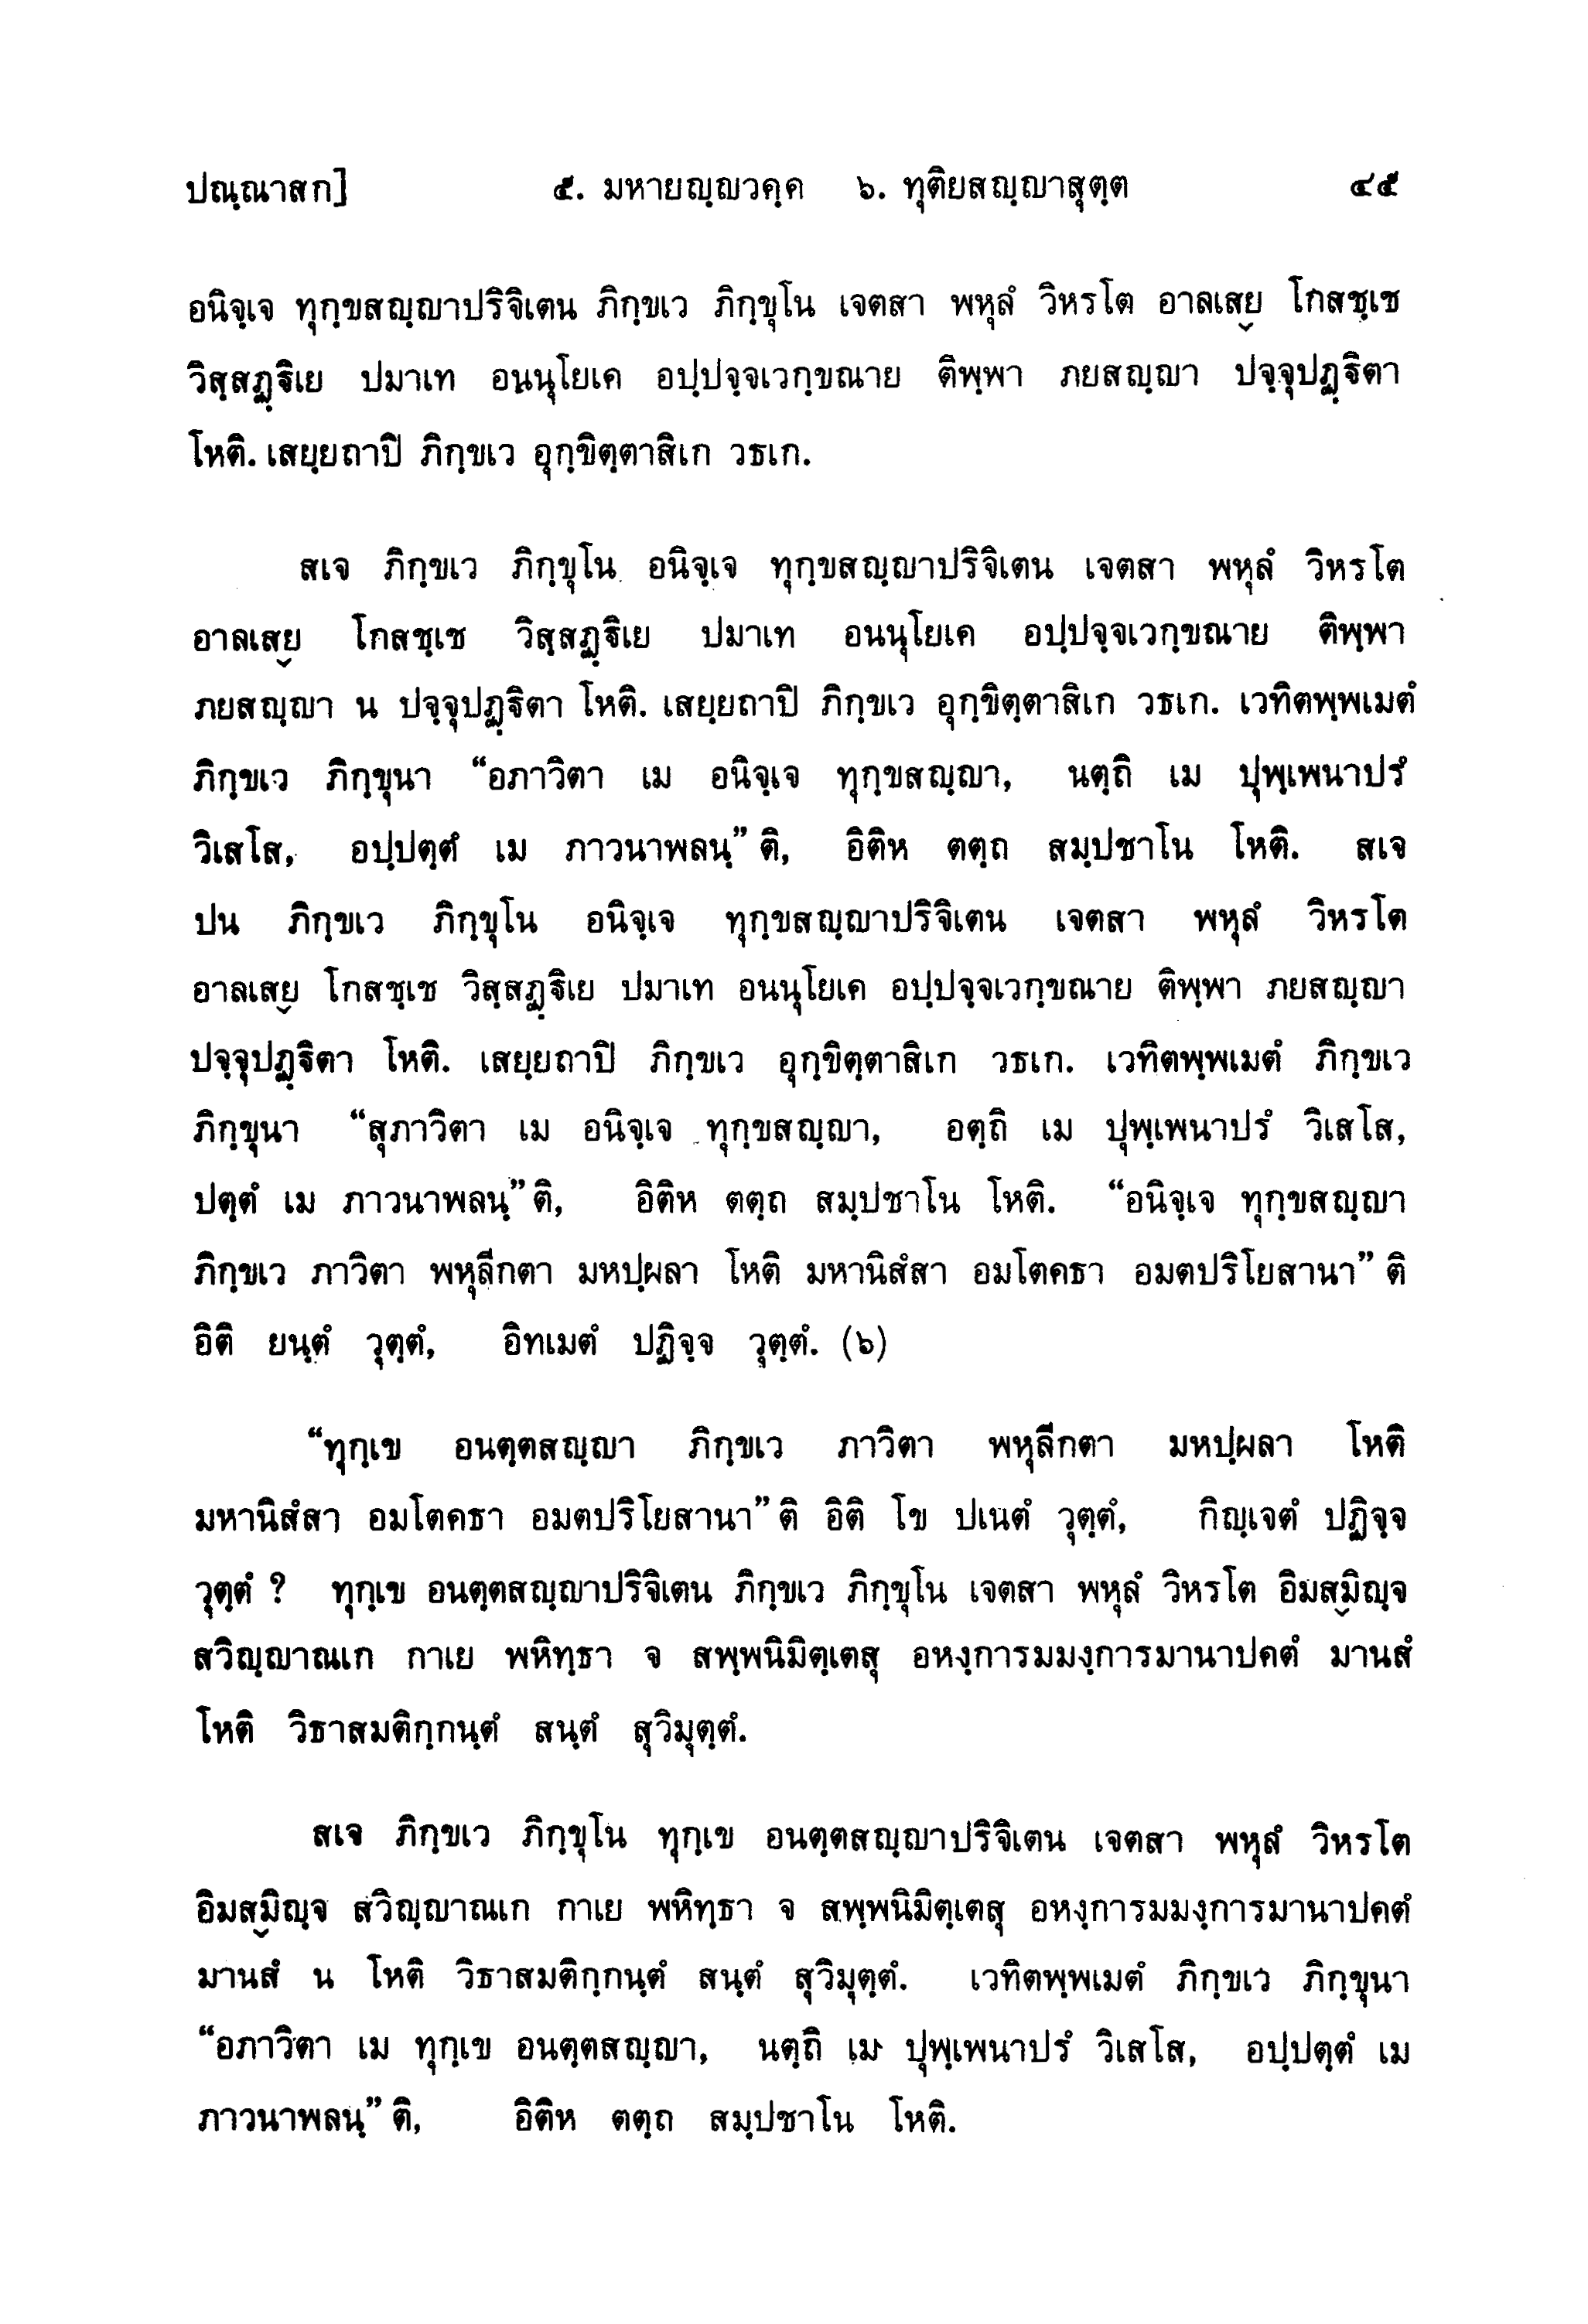 ปณฺณาสก] ๕. มหายญฺญวคฺค ๖. ทุติยสญฺญาสุตฺต ๔๕
อนิจฺเจ ทุกฺขสญฺญาปริจิเตน ภิกฺขเว ภิกฺขุโน เจตสา พหุลํ วิหรโต อาลเสฺย โกสชฺเช
วิสฺสฏฺฐิเย ปมาเท อนนุโยเค อปฺปจฺจเวกฺขณาย ติพฺพา ภยสญฺญา ปจฺจุปฏฺฐิตา
โหติ. เสยฺยถาปิ ภิกฺขเว อุกฺขิตฺตาสิเก วธเก.
สเจ ภิกฺขเว ภิกฺขุโน อนิจฺเจ ทุกฺขสญฺญาปริจิเตน เจตสา พหุลํ วิหรโต
อาลเสฺย โกสชฺเช วิสฺสฏฺฐิเย ปมาเท อนนุโยเค อปฺปจฺจเวกฺขณาย ติพฺพา
ภยสญฺญา น ปจฺจุปฏฺฐิตา โหติ. เสยฺยถาปิ ภิกฺขเว อุกฺขิตฺตาสิเก วธเก. เวทิตพฺพเมตํ
ภิกฺขเว ภิกฺขุนา “อภาวิตา เม อนิจฺเจ ทุกฺขสญฺญา, นตฺถิ เม ปุพฺเพนาปรํ
วิเสโส, อปฺปตฺตํ เม ภาวนาพลนฺ” ติ, อิติห ตตฺถ สมฺปชาโน โหติ. สเจ
ปน ภิกฺขเว ภิกฺขุโน อนิจฺเจ ทุกฺขสญฺญาปริจิเตน เจตสา พหุลํ วิหรโต
อาลเสฺย โกสชฺเช วิสฺสฏฺฐิเย ปมาเท อนนุโยเค อปฺปจฺจเวกฺขณาย ติพฺพา ภยสญฺญา
ปจฺจุปฏฺฐิตา โหติ. เสยฺยถาปิ ภิกฺขเว อุกฺขิตฺตาสิเก วธเก. เวทิตพฺพเมตํ ภิกฺขเว
ภิกฺขุนา “สุภาวิตา เม อนิจฺเจ ทุกฺขสญฺญา, อตฺถิ เม ปุพฺเพนาปรํ วิเสโส,
ปตฺตํ เม ภาวนาพลนฺ” ติ, อิติห ตตฺถ สมฺปชาโน โหติ. “อนิจฺเจ ทุกฺขสญฺญา
ภิกฺขเว ภาวิตา พหุลีกตา มหปฺผลา โหติ มหานิสํสา อมโตคธา อมตปริโยสานา” ติ
อิติ ยนฺตํ วุตฺตํ, อิทเมตํ ปฏิจฺจ วุตฺตํ. (๖)
“ทุกฺเข อนตฺตสญฺญา ภิกฺขเว ภาวิตา พหุลีกตา มหปฺผลา โหติ
มหานิสํสา อมโตคธา อมตปริโยสานา” ติ อิติ โข ปเนตํ วุตฺตํ, กิญฺเจตํ ปฏิจฺจ
วุตฺตํ ? ทุกฺเข อนตฺตสญฺญาปริจิเตน ภิกฺขเว ภิกฺขุโน เจตสา พหุลํ วิหรโต อิมสฺมิญฺจ
สวิญฺญาณเก กาเย พหิทฺธา จ สพฺพนิมิตฺเตสุ อหงฺการมมงฺการมานาปคตํ มานสํ
โหติ วิธาสมติกฺกนฺตํ สนฺตํ สุวิมุตฺตํ.
สเจ ภิกฺขเว ภิกฺขุโน ทุกฺเข อนตฺตสญฺญาปริจิเตน เจตสา พหุลํ วิหรโต
อิมสฺมิญฺจ สวิญฺญาณเก กาเย พหิทฺธา จ สพฺพนิมิตฺเตสุ อหงฺการมมงฺการมานาปคตํ
มานสํ น โหติ วิธาสมติกฺกนฺตํ สนฺตํ สุวิมุตฺตํ. เวทิตพฺพเมตํ ภิกฺขเว ภิกฺขุนา
“อภาวิตา เม ทุกฺเข อนตฺตสญฺญา, นตฺถิ เม ปุพฺเพนาปรํ วิเสโส, อปฺปตฺตํ เม
ภาวนาพลนฺ” ติ, อิติห ตตฺถ สมฺปชาโน โหติ.